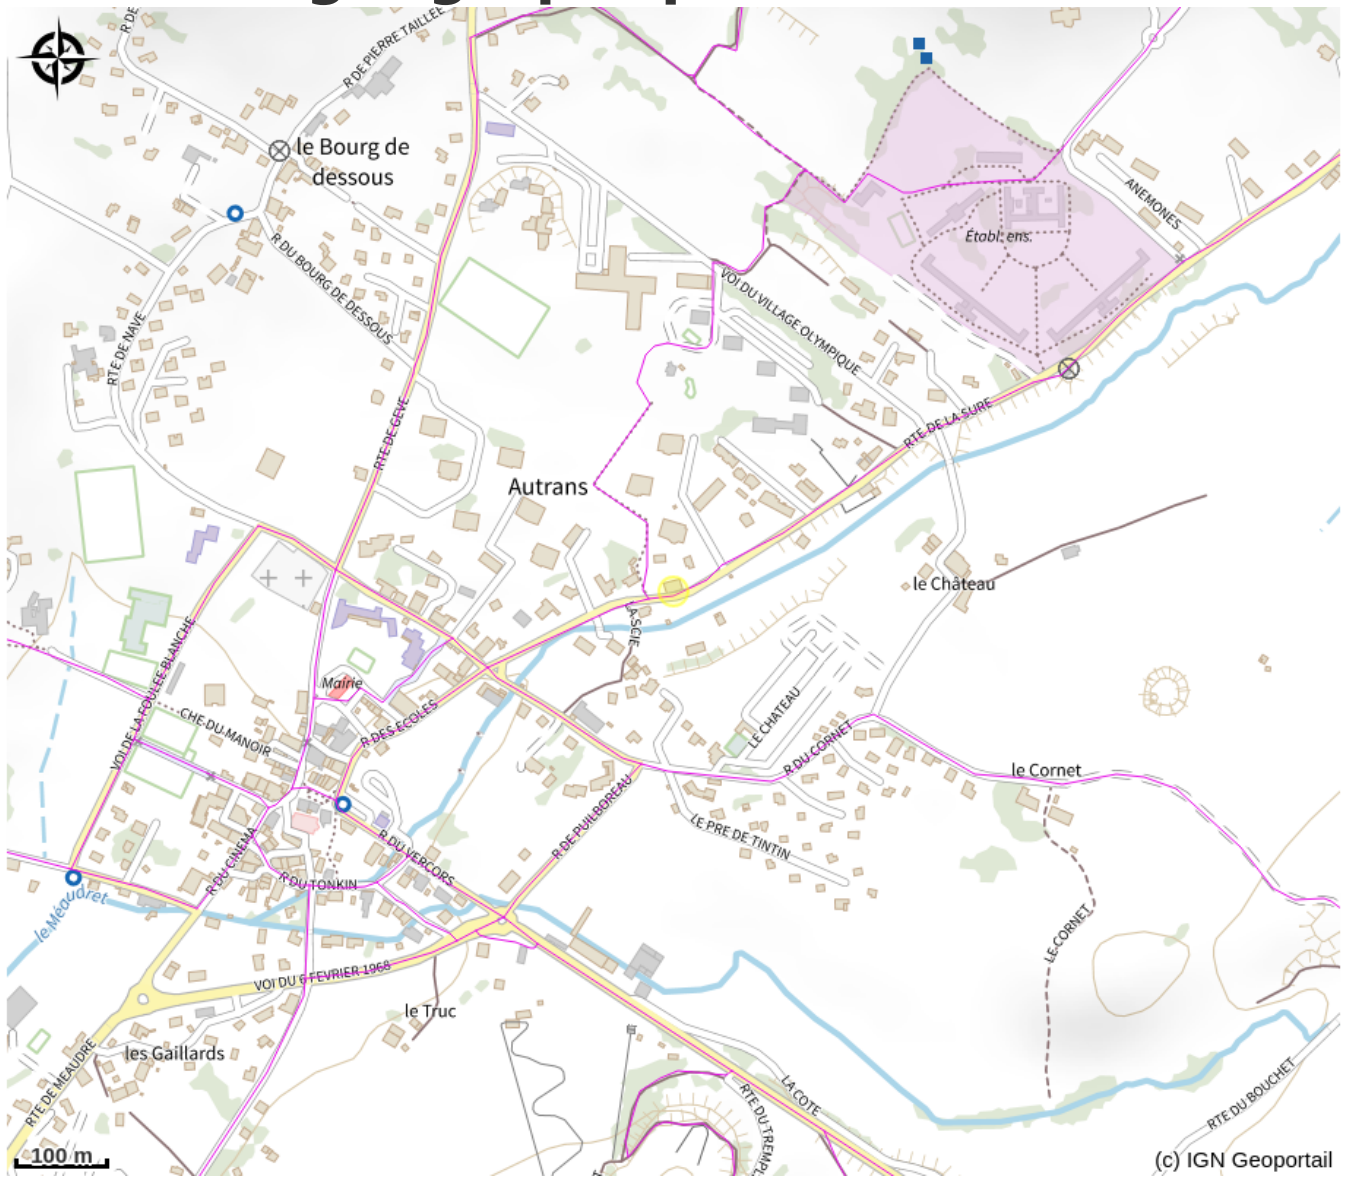 R DE PIERRE TAILLEE
le Bourg de
dessous
ANEMONES
Établ. ens.
R DU BOURG DE DESSOUS
VOI DU VILLAGE OLYMPIQUE
RTE DE NAVE
RTE DE GEVE
RTE DE LA SURE
Autrans
le Château
LA SCIE
Mairie
VOI DE LA FOULEE BLANCHE
CHE DU MANOIR
R DES ECOLES
LE CHATEAU
R DU CORNET
le Cornet
R DE PUILBOREAU
LE PRE DE TINTIN
R DU CINEMA
R DU VERCORS
R DU TONKIN
le Méaudret
LE CORNET
VOI DU 6 FEVRIER 1968
le Truc
les Gaillards
RTE DE MEAUDRE
LA COTE
RTE DU TREMPL
RTE DU BOUCHET
100 m
(c) IGN Geoportail